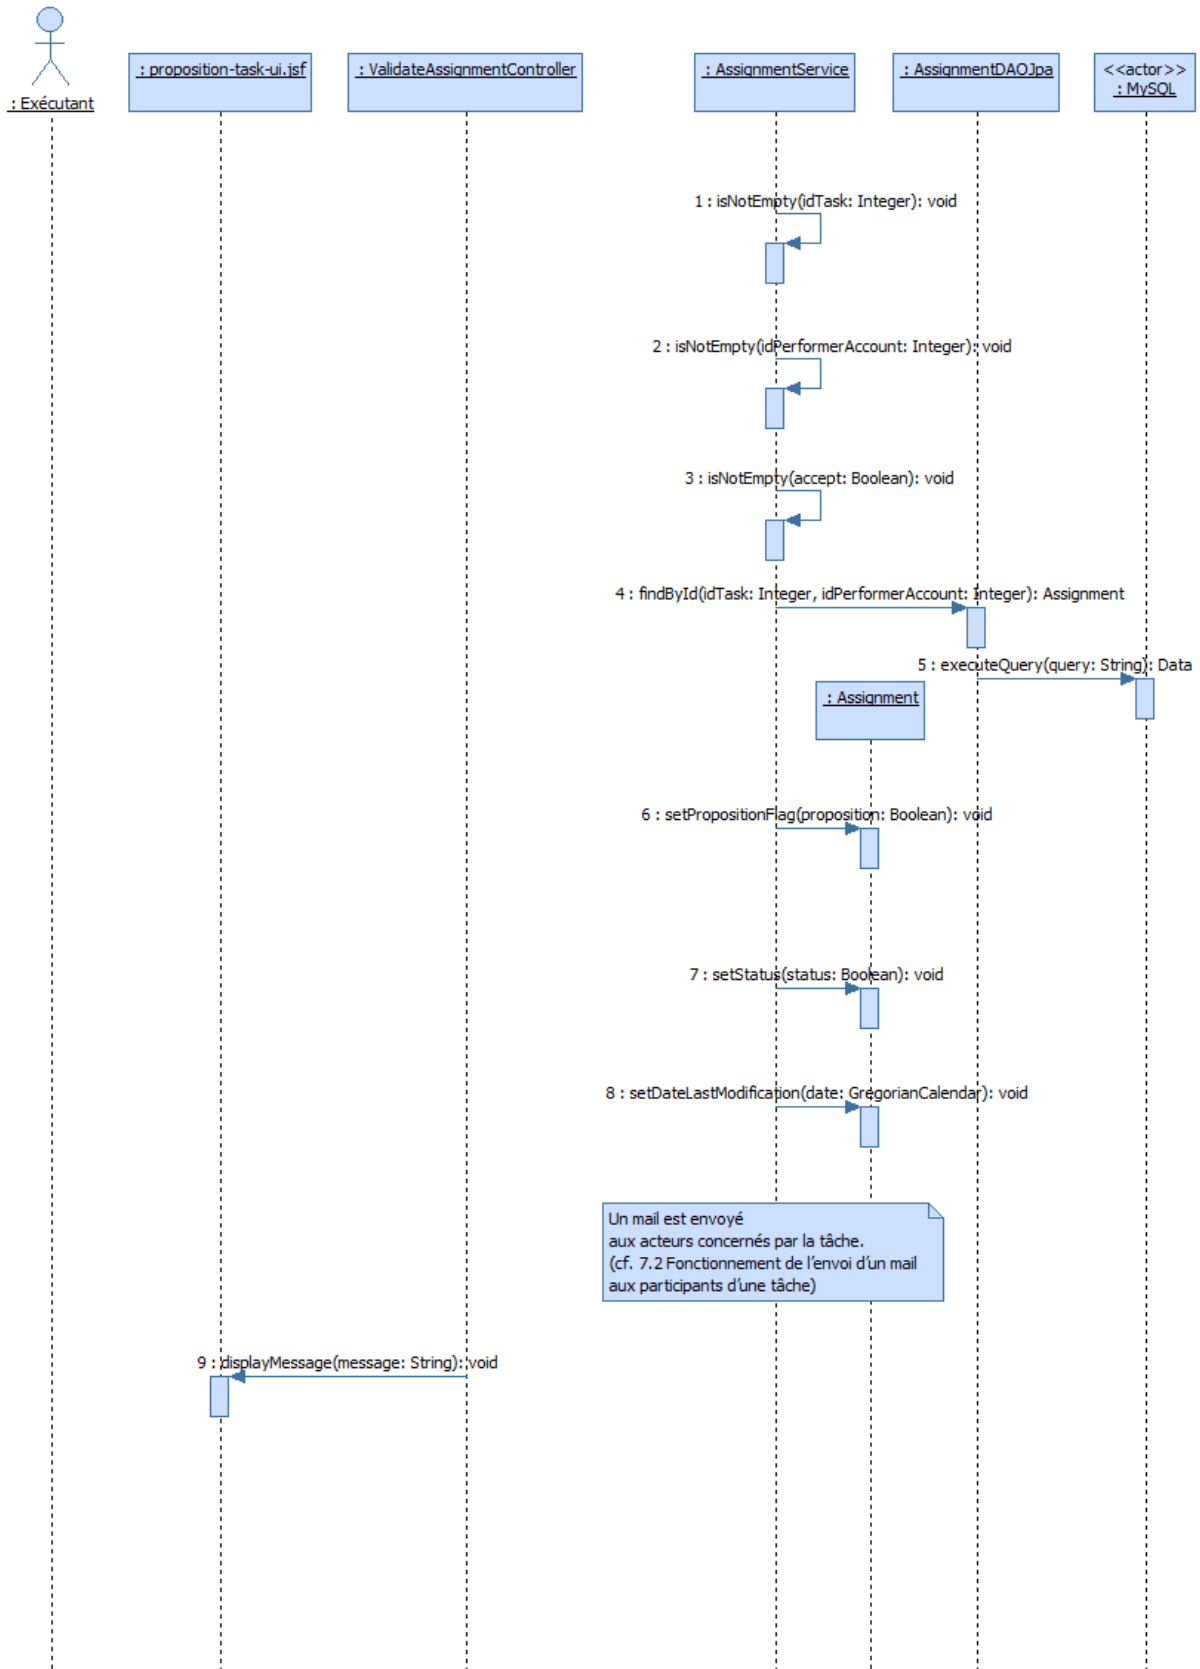 : Exécutant
: proposition-task-ui.jsf
: ValidateAssignmentController
: AssignmentService
: AssignmentDAOJpa
<<actor>>
: MySQL
1 : isNotEmpty(idTask: Integer): void
2 : isNotEmpty(idPerformerAccount: Integer): void
3 : isNotEmpty(accept: Boolean): void
4 : findById(idTask: Integer, idPerformerAccount: Integer): Assignment
5 : executeQuery(query: String): Data
: Assignment
6 : setPropositionFlag(proposition: Boolean): void
7 : setStatus(status: Boolean): void
8 : setDateLastModification(date: GregorianCalendar): void
Un mail est envoyé
aux acteurs concernés par la tâche.
(cf. 7.2 Fonctionnement de l'envoi d'un mail
aux participants d'une tâche)
9 : displayMessage(message: String): void